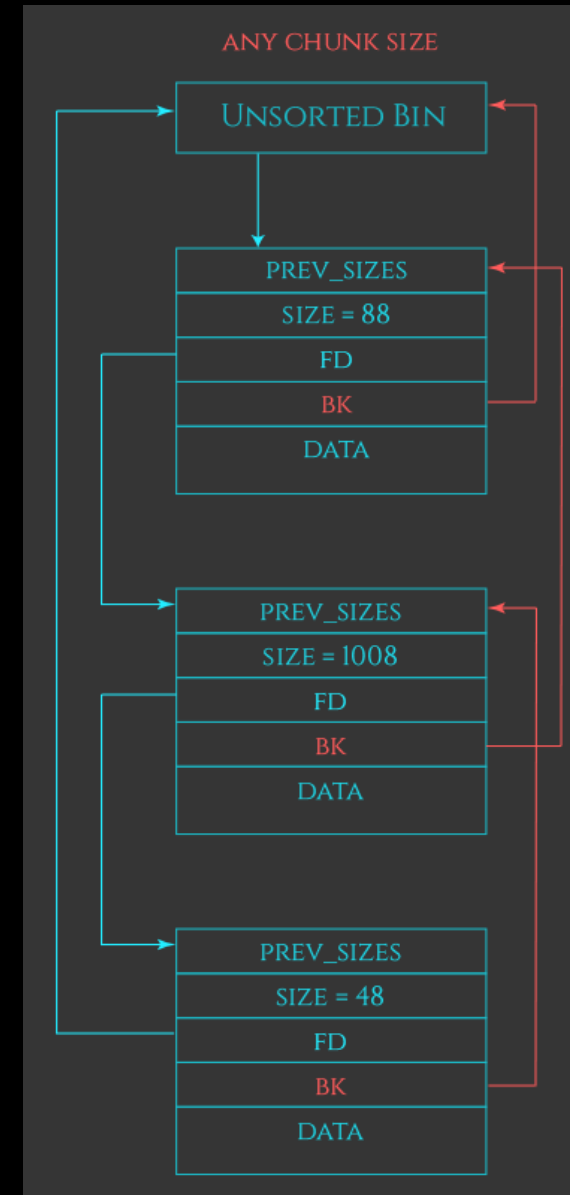 ANY CHUNK SIZE
UNSORTED BIN
PREV_SIZES
SIZE = 88
FD
BK
DATA
PREV_SIZES
SIZE = 1008
FD
BK
DATA
PREV_SIZES
SIZE = 48
FD
BK
DATA